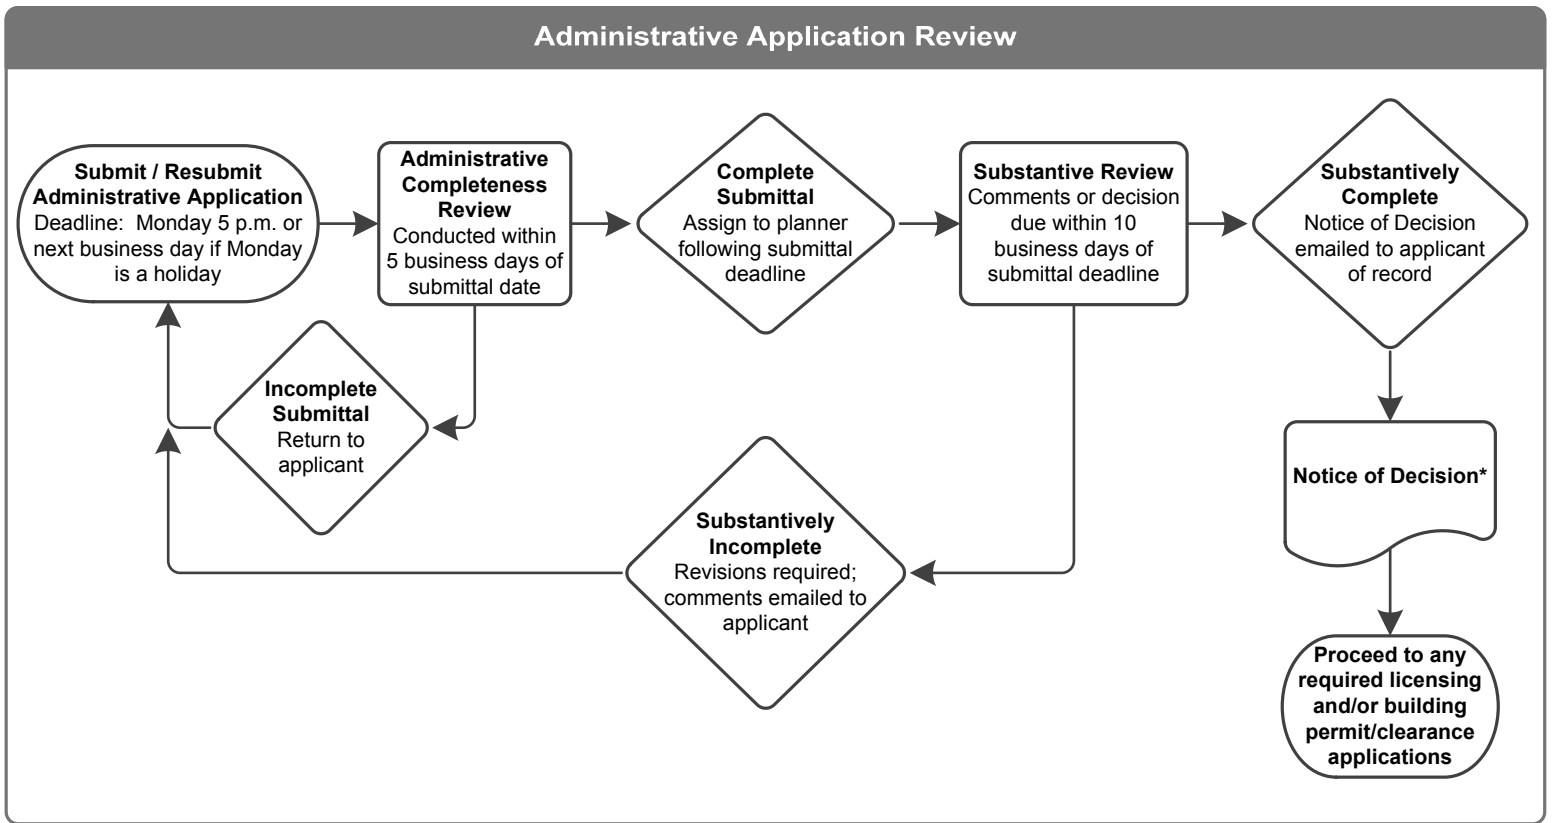 Administrative Application Review
Submit / Resubmit
Administrative Application
Deadline: Monday 5 p.m. or
next business day if Monday
is a holiday
Administrative
Completeness
Review
Conducted within
5 business days of
submittal date
Complete
Submittal
Assign to planner
following submittal
deadline
Substantive Review
Comments or decision
due within 10
business days of
submittal deadline
Substantively
Complete
Notice of Decision
emailed to applicant
of record
Incomplete
Submittal
Return to
applicant
Substantively
Incomplete
Revisions required;
comments emailed to
applicant
Notice of Decision*
Proceed to any
required licensing
and/or building
permit/clearance
applications